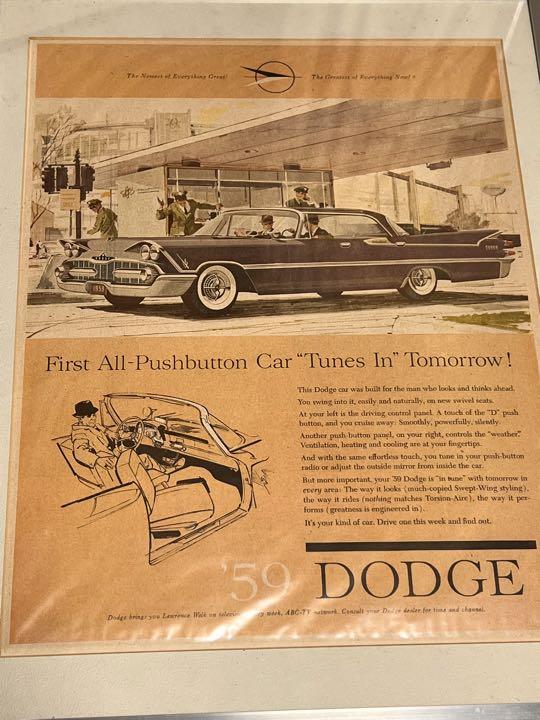 The Newest of Everything Great!
The Greatest of Everything New!
1959
DODGE
First All-Pushbutton Car "Tunes In" Tomorrow!
This Dodge car was built for the man who looks and thinks ahead.
You swing into it, easily and naturally, on new swivel seats.
At your left is the driving control panel. A touch of the "D" push
button, and you cruise away: Smoothly, powerfully, silently.
Another push-button panel, on your right, controls the "weather."
Ventilation, heating and cooling are at your fingertips.
And with the same effortless touch, you tune in your push-button
radio or adjust the outside mirror from inside the car.
But more important, your '59 Dodge is "in tune" with tomorrow in
every area: The way it looks (much-copied Swept-Wing styling),
the way it rides (nothing matches Torsion-Aire), the way it per-
forms (greatness is engineered in).
It's your kind of car. Drive one this week and find out.
'59 DODGE
Dodge brings you Lawrence Welk on week, ABC-TV network. Consult your Dodge dealer for time and channel.